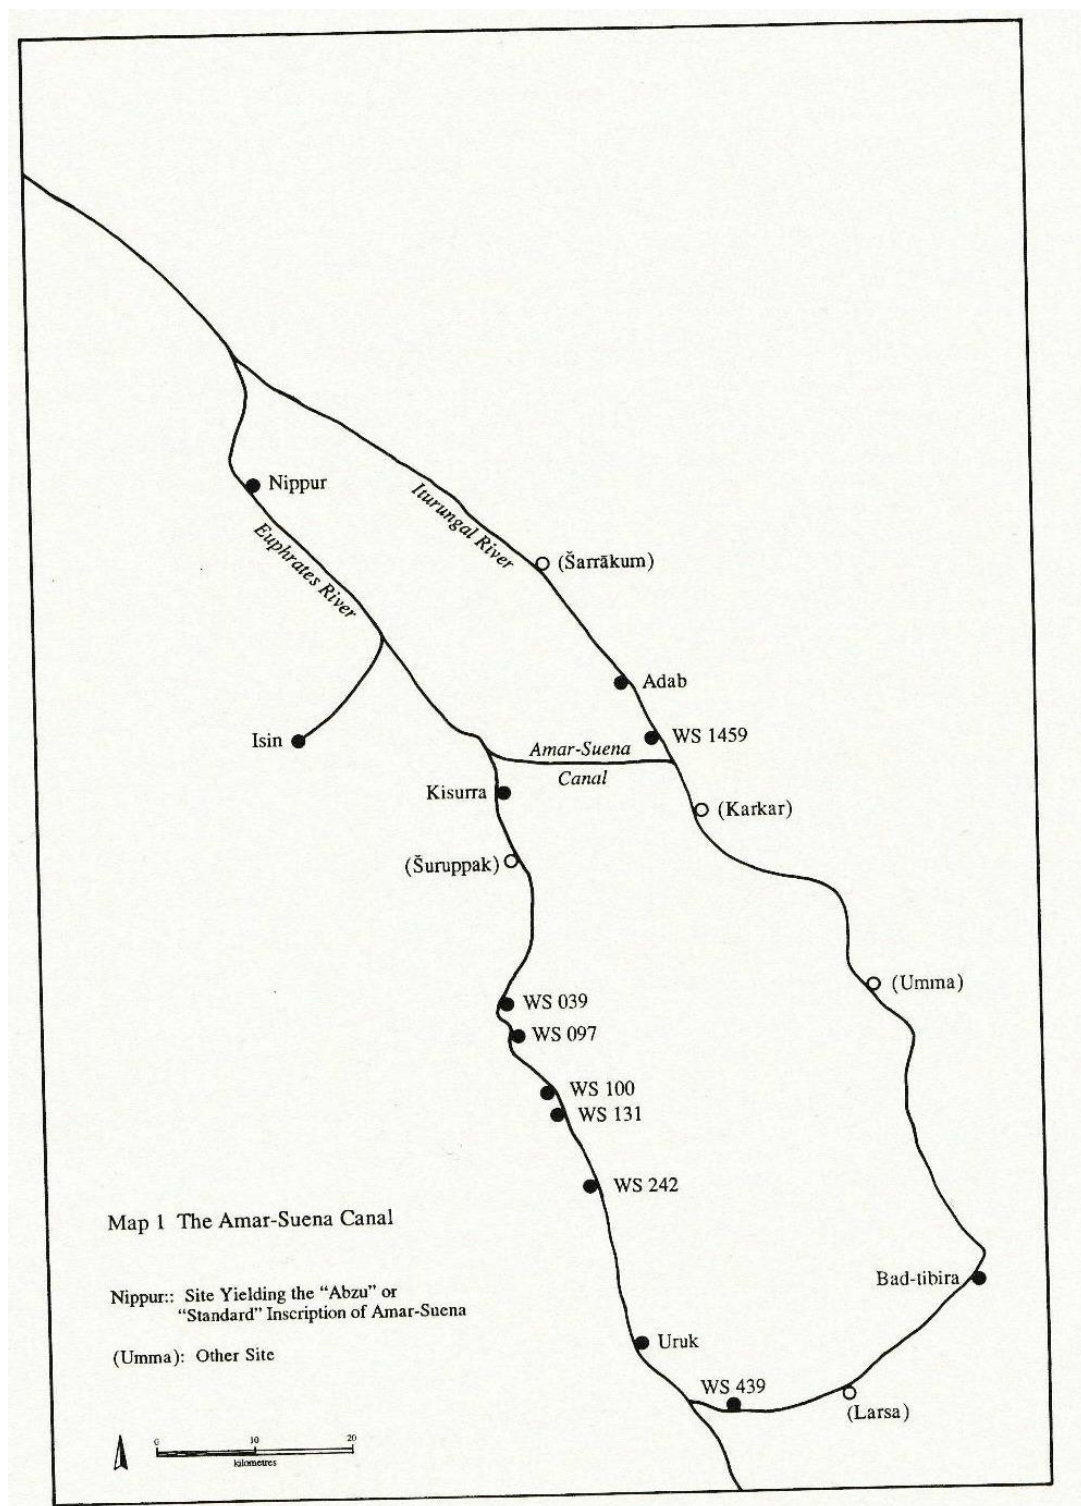 Nippur
Iturungal River
Euphrates River
(Šarrākum)
Adab
Isin
WS 1459
Amar-Suena
Canal
Kisurra
(Karkar)
(Šuruppak)
(Umma)
WS 039
WS 097
WS 100
WS 131
WS 242
Map 1 The Amar-Suena Canal
Bad-tibira
Nippur:: Site Yielding the “Abzu” or
“Standard” Inscription of Amar-Suena
Uruk
(Umma): Other Site
WS 439
(Larsa)
0 10 20
kilometres